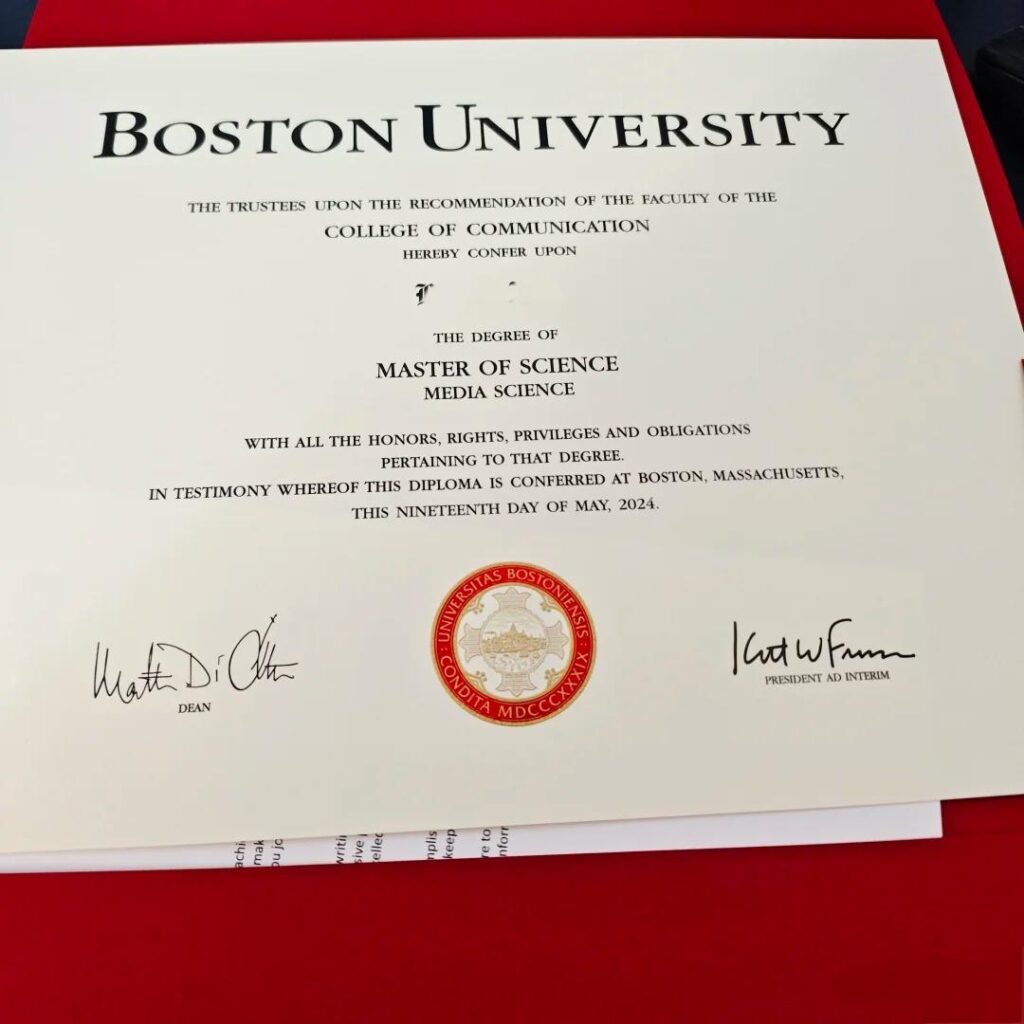 BOSTON UNIVERSITY
THE TRUSTEES UPON THE RECOMMENDATION OF THE FACULTY OF THE
COLLEGE OF COMMUNICATION
HEREBY CONFER UPON
THE DEGREE OF
MASTER OF SCIENCE
MEDIA SCIENCE
WITH ALL THE HONORS, RIGHTS, PRIVILEGES AND OBLIGATIONS
PERTAINING TO THAT DEGREE.
IN TESTIMONY WHEREOF THIS DIPLOMA IS CONFERRED AT BOSTON, MASSACHUSETTS,
THIS NINETEENTH DAY OF MAY, 2024.
UNIVERSITAS BOSTONIENSIS
CONDITA MDCCCXXXIX
DEAN
PRESIDENT AD INTERIM